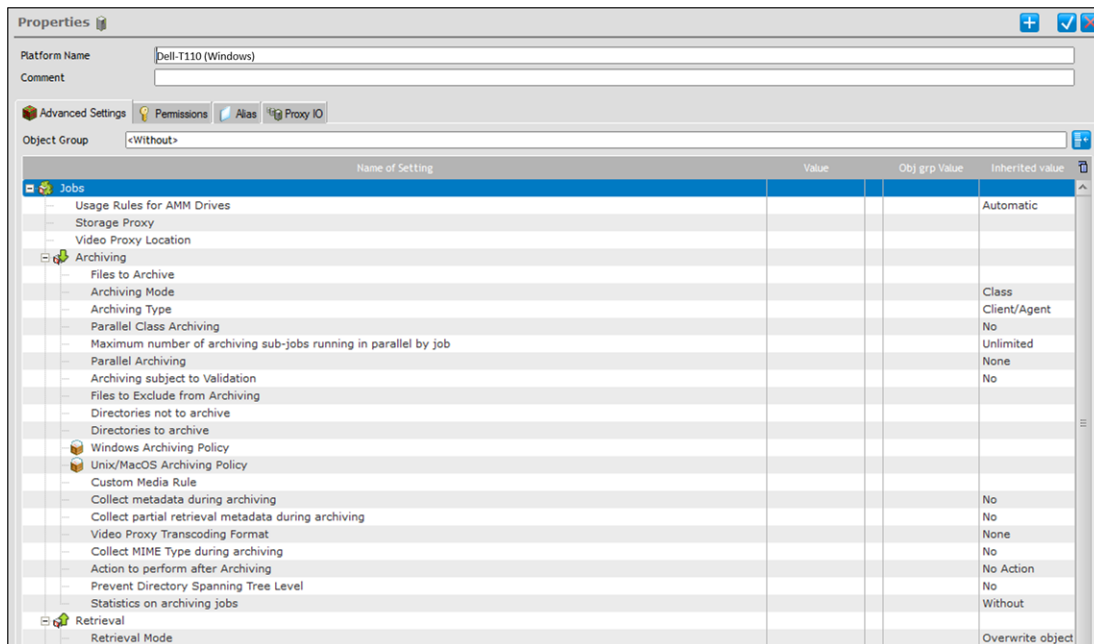 Properties
Platform Name Dell-T110 (Windows)
Comment
Advanced Settings Permissions Alias Proxy IO
Object Group <Without>
Name of Setting Value Obj grp Value Inherited value
Jobs
Usage Rules for AMM Drives Automatic
Storage Proxy
Video Proxy Location
Archiving
Files to Archive
Archiving Mode Class
Archiving Type Client/Agent
Parallel Class Archiving No
Maximum number of archiving sub-jobs running in parallel by job Unlimited
Parallel Archiving None
Archiving subject to Validation No
Files to Exclude from Archiving
Directories not to archive
Directories to archive
Windows Archiving Policy
Unix/MacOS Archiving Policy
Custom Media Rule
Collect metadata during archiving No
Collect partial retrieval metadata during archiving No
Video Proxy Transcoding Format None
Collect MIME Type during archiving No
Action to perform after Archiving No Action
Prevent Directory Spanning Tree Level No
Statistics on archiving jobs Without
Retrieval
Retrieval Mode Overwrite object